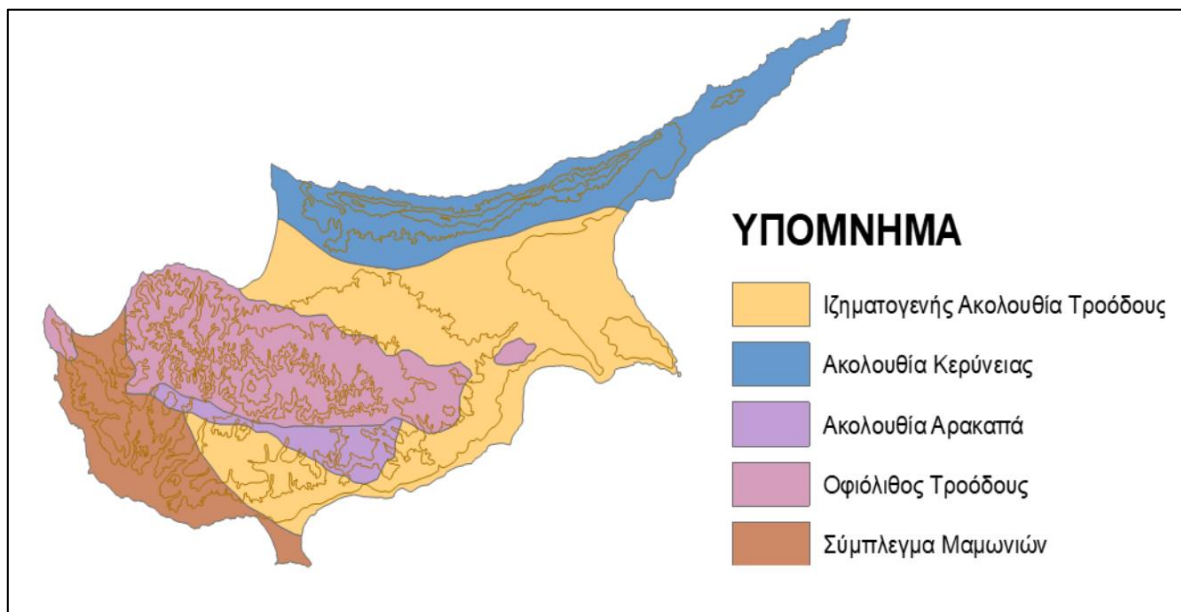 ΥΠΟΜΝΗΜΑ
Ιζηματογενής Ακολουθία Τροόδους
Ακολουθία Κερύνειας
Ακολουθία Αρακαπά
Οφιόλιθος Τροόδους
Σύμπλεγμα Μαμωνιών